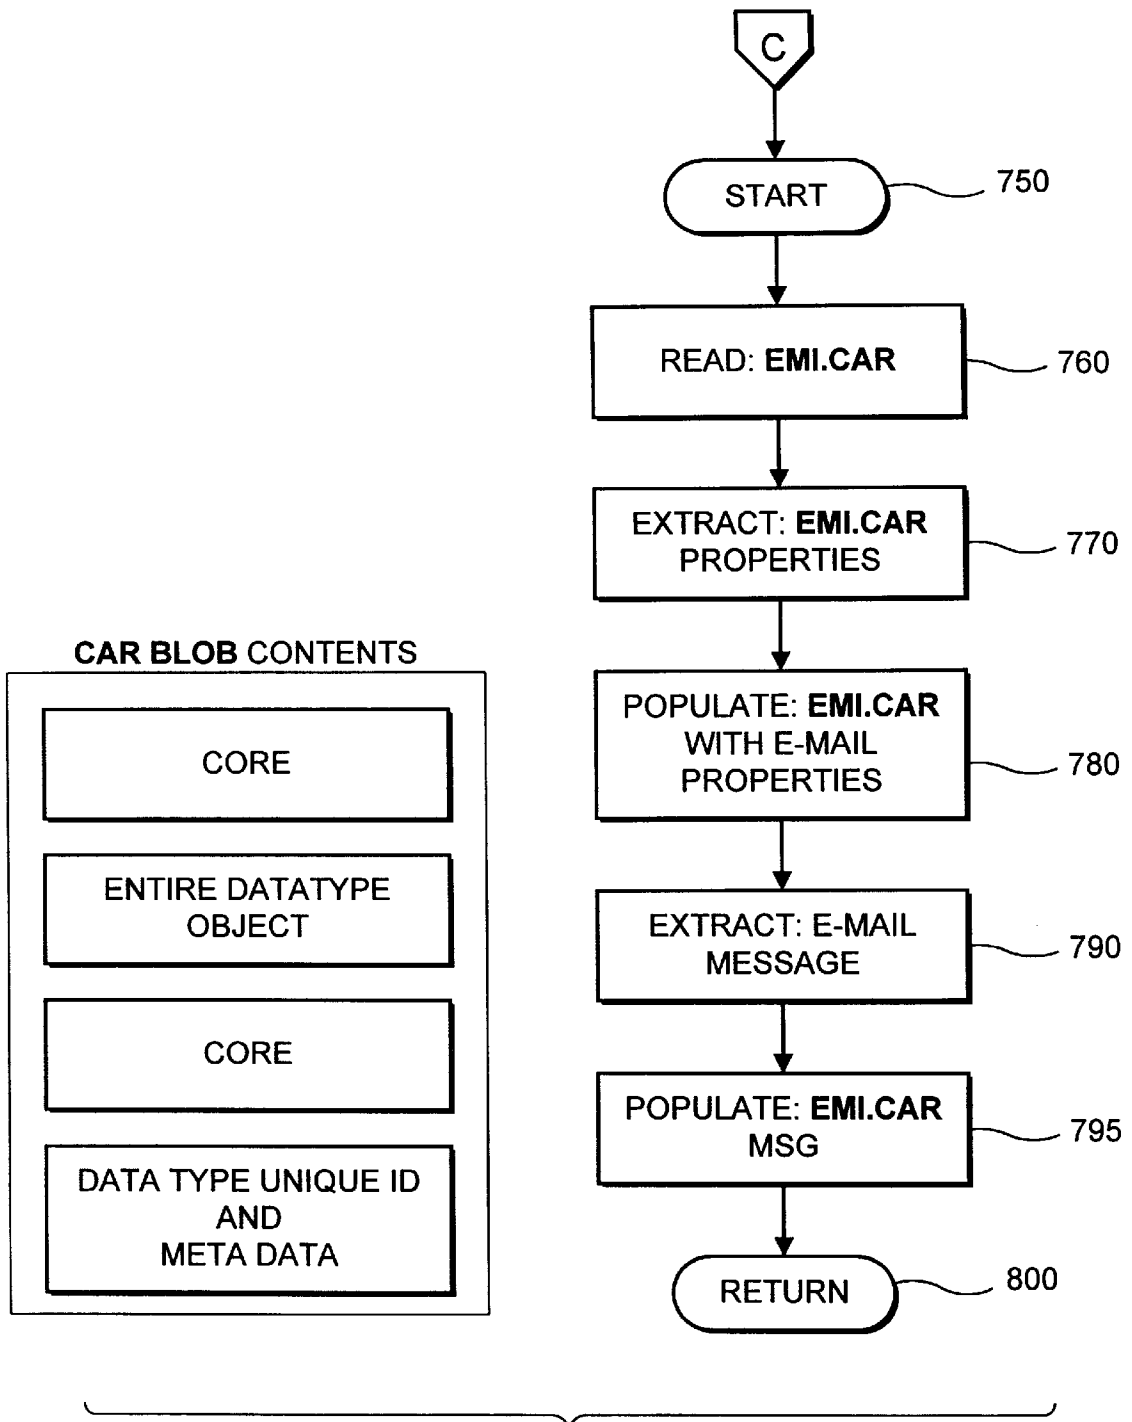 C
START
750
READ: EMI.CAR
760
EXTRACT: EMI.CAR
PROPERTIES
770
CAR BLOB CONTENTS
CORE
ENTIRE DATATYPE
OBJECT
CORE
DATA TYPE UNIQUE ID
AND
META DATA
POPULATE: EMI.CAR
WITH E-MAIL
PROPERTIES
780
EXTRACT: E-MAIL
MESSAGE
790
POPULATE: EMI.CAR
MSG
795
RETURN
800